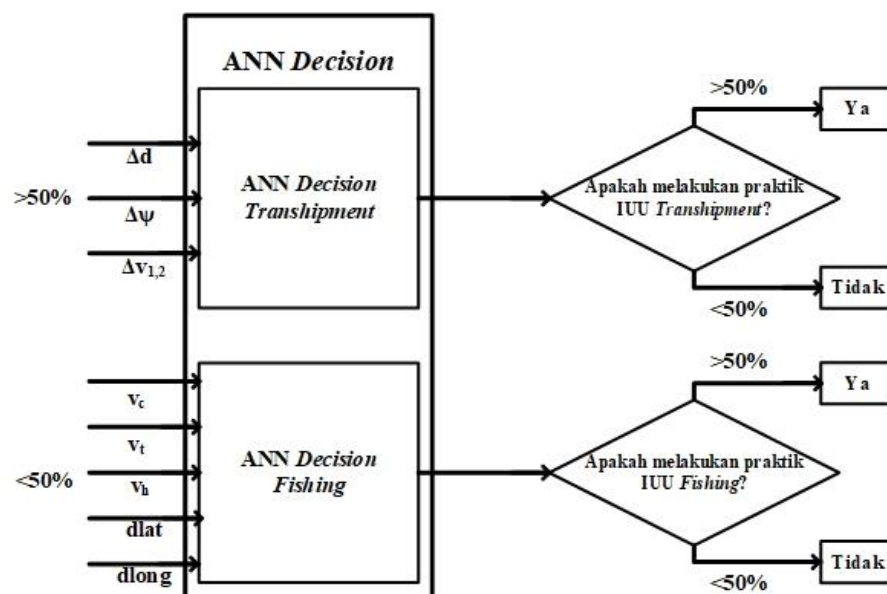 ANN Decision
>50%
Δd
Δψ
Δv1,2
ANN Decision
Transhipment
Apakah melakukan praktik
IUU Transhipment?
>50%
Ya
<50%
Tidak
<50%
vc
vt
vh
dlat
dlong
ANN Decision
Fishing
Apakah melakukan praktik
IUU Fishing?
>50%
Ya
<50%
Tidak